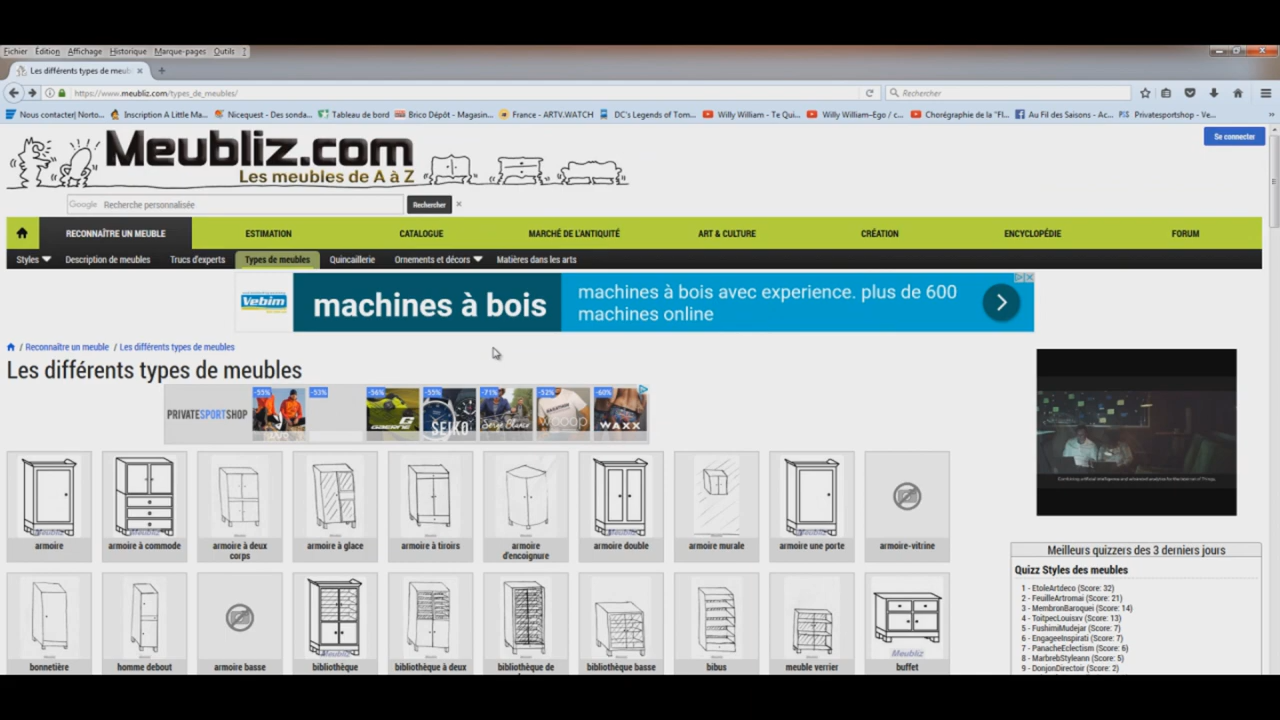 Fichier Édition Affichage Historique Marque-pages Outils ?
Les différents types de meub
https://www.meubliz.com/types_de_meubles/
Rechercher
Nous contacter| Norto... Inscription A Little Ma... Nicequest - Des sonda... Tableau de bord Brico Dépôt - Magasin... France - ARTV.WATCH DC's Legends of Tom... Willy William - Te Qui... Willy William–Ego / c... Chorégraphie de la "Fl... Au Fil des Saisons - Ac... Privatesportshop - Ve...
Meubliz.com
Les meubles de A à Z
Se connecter
Google Recherche personnalisée
Rechercher
RECONNAÎTRE UN MEUBLE ESTIMATION CATALOGUE MARCHÉ DE L'ANTIQUITÉ ART & CULTURE CRÉATION ENCYCLOPÉDIE FORUM
Styles Description de meubles Trucs d'experts Types de meubles Quincaillerie Ornements et décors Matières dans les arts
Vebim
machines à bois
machines à bois avec experience. plus de 600
machines online
/ Reconnaître un meuble / Les différents types de meubles
Les différents types de meubles
PRIVATESPORTSHOP
-55% -53% -56% -55% -71% -52% -60%
SEIKO
WAXX
armoire
armoire à commode
armoire à deux
corps
armoire à glace
armoire à tiroirs
armoire
d'encoignure
armoire double
armoire murale
armoire une porte
armoire-vitrine
bonnetière
homme debout
armoire basse
bibliothèque
bibliothèque à deux
bibliothèque de
bibliothèque basse
bibus
meuble verrier
buffet
Meilleurs quizzers des 3 derniers jours
Quizz Styles des meubles
1 - EtoleArtdeco (Score: 32)
2 - FeuilleArtromai (Score: 21)
3 - MembronBaroquei (Score: 14)
4 - ToitpecLouisxv (Score: 13)
5 - FushimiMudejar (Score: 7)
6 - EngageeInspirati (Score: 7)
7 - PanacheEclectism (Score: 6)
8 - MarbrebStyleann (Score: 5)
9 - DonjonDirectoir (Score: 2)